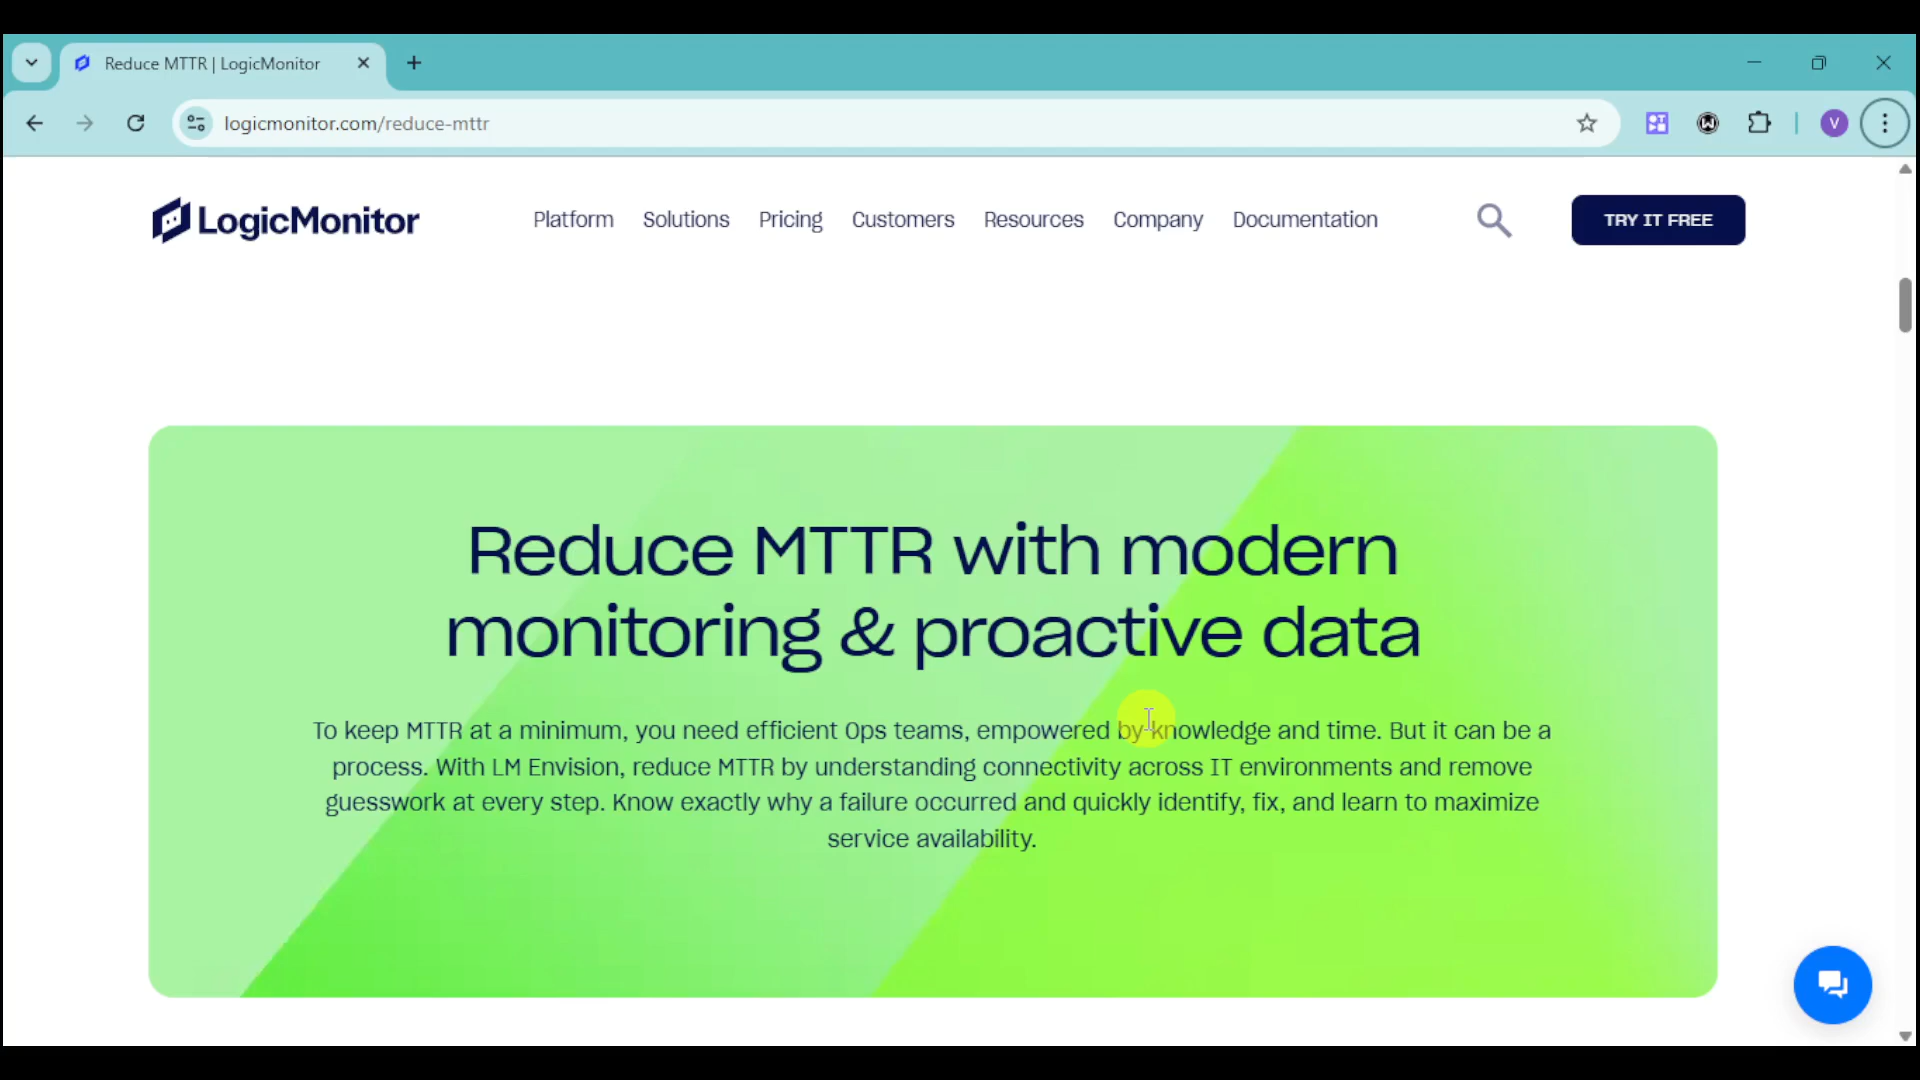 Reduce MTTR | LogicMonitor
logicmonitor.com/reduce-mttr
V
LogicMonitor
Platform Solutions Pricing Customers Resources Company Documentation
TRY IT FREE
Reduce MTTR with modern
monitoring & proactive data
To keep MTTR at a minimum, you need efficient Ops teams, empowered by knowledge and time. But it can be a
process. With LM Envision, reduce MTTR by understanding connectivity across IT environments and remove
guesswork at every step. Know exactly why a failure occurred and quickly identify, fix, and learn to maximize
service availability.